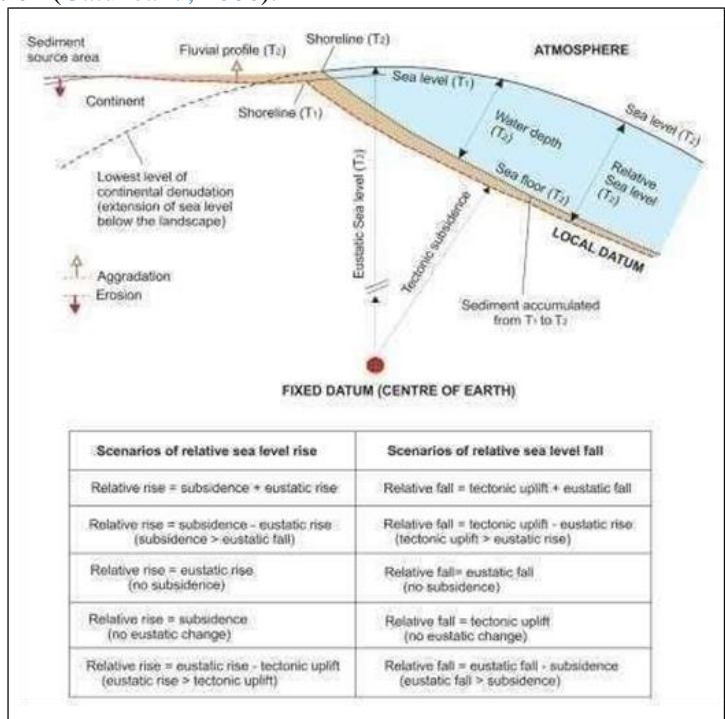 Sediment
source area
Fluvial profile (T2)
Shoreline (T2)
ATMOSPHERE
Continent
Shoreline (T1)
Sea level (T1)
Sea level (T2)
Water depth
(T2)
Relative
Sea level
(T2)
Sea floor (T2)
LOCAL DATUM
Lowest level of
continental denudation
(extension of sea level
below the landscape)
Eustatic Sea level (T2)
Tectonic subsidence
Aggradation
Erosion
Sediment accumulated
from T1 to T2
FIXED DATUM (CENTRE OF EARTH)
Scenarios of relative sea level rise
Scenarios of relative sea level fall
Relative rise = subsidence + eustatic rise
Relative fall = tectonic uplift + eustatic fall
Relative rise = subsidence - eustatic rise
(subsidence > eustatic fall)
Relative fall = tectonic uplift - eustatic rise
(tectonic uplift > eustatic rise)
Relative rise = eustatic rise
(no subsidence)
Relative fall= eustatic fall
(no subsidence)
Relative rise = subsidence
(no eustatic change)
Relative fall = tectonic uplift
(no eustatic change)
Relative rise = eustatic rise - tectonic uplift
(eustatic rise > tectonic uplift)
Relative fall = eustatic fall - subsidence
(eustatic fall > subsidence)